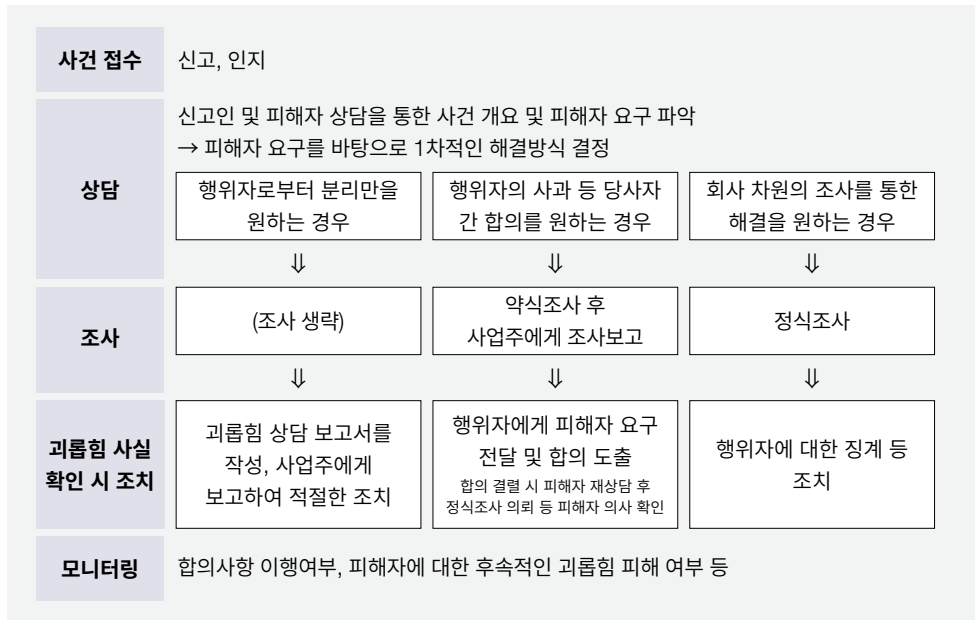 사건 접수
신고, 인지
상담
신고인 및 피해자 상담을 통한 사건 개요 및 피해자 요구 파악
→ 피해자 요구를 바탕으로 1차적인 해결방식 결정
행위자로부터 분리만을
원하는 경우
행위자의 사과 등 당사자
간 합의를 원하는 경우
회사 차원의 조사를 통한
해결을 원하는 경우
⇓ ⇓ ⇓
조사
(조사 생략)
약식조사 후
사업주에게 조사보고
정식조사
⇓ ⇓ ⇓
괴롭힘 사실
확인 시 조치
괴롭힘 상담 보고서를
작성, 사업주에게
보고하여 적절한 조치
행위자에게 피해자 요구
전달 및 합의 도출
합의 결렬 시 피해자 재상담 후
정식조사 의뢰 등 피해자 의사 확인
행위자에 대한 징계 등
조치
모니터링
합의사항 이행여부, 피해자에 대한 후속적인 괴롭힘 피해 여부 등